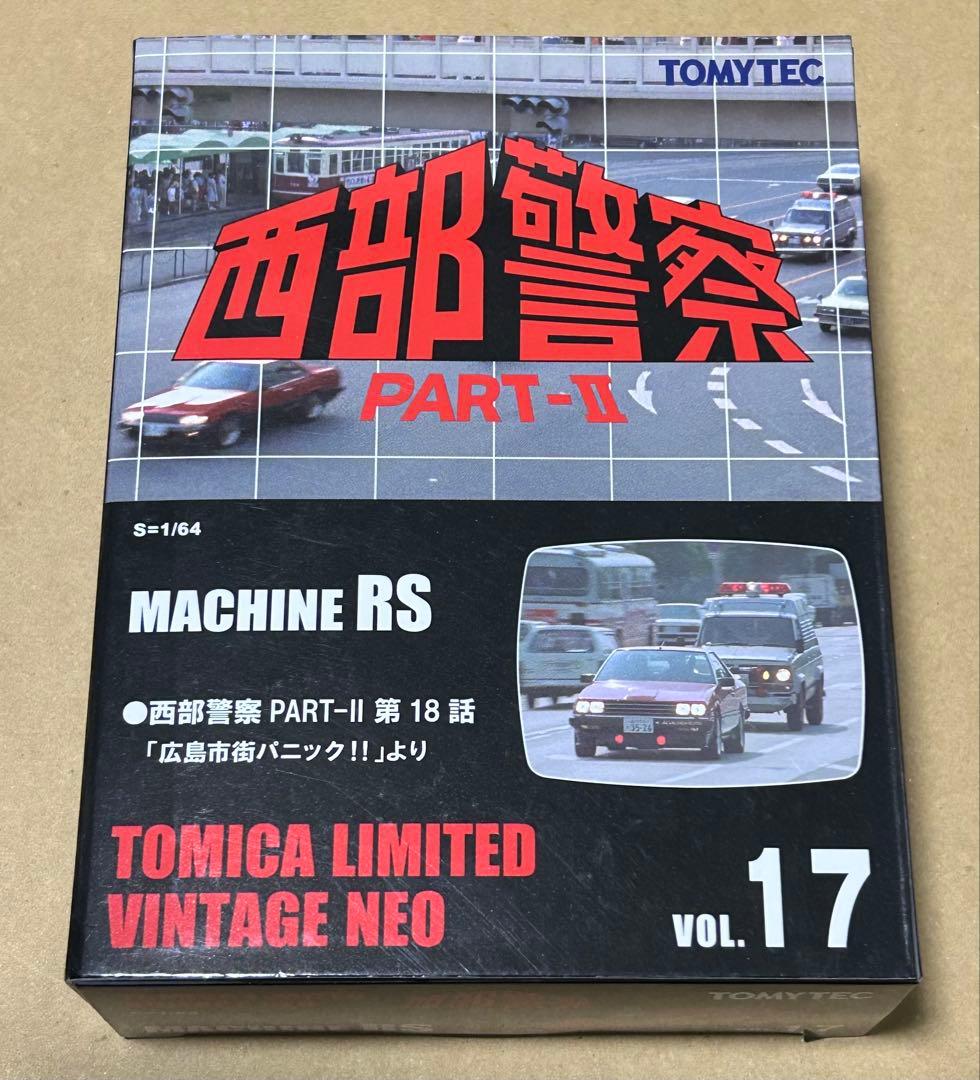 TOMYTEC
西部警察
PART-II
S=1/64
MACHINE RS
●西部警察 PART-II 第18話
「広島市街パニック!!」より
TOMICA LIMITED
VINTAGE NEO
VOL. 17
TOMYTEC
MACHINE RS